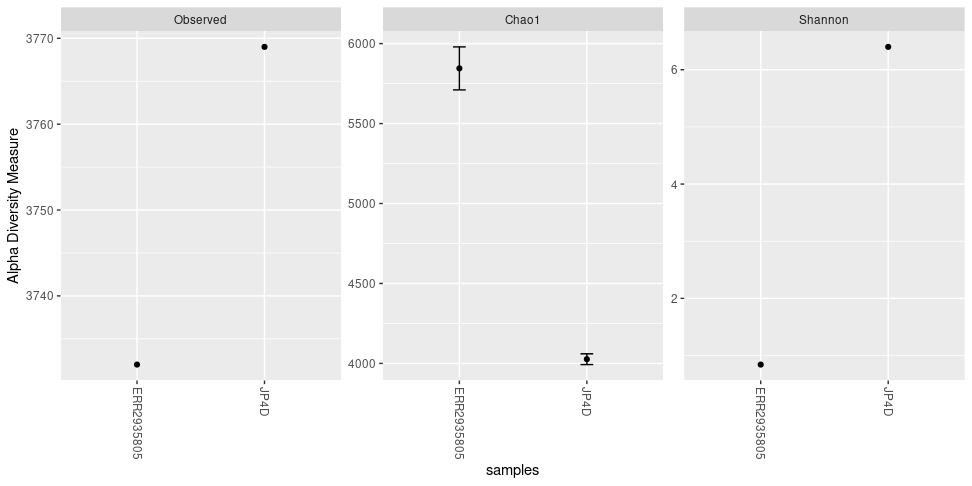 Observed
Chao1
Shannon
Alpha Diversity Measure
3770
3760
3750
3740
6000
5500
5000
4500
4000
6
4
2
ERR2935805
JP4D
ERR2935805
JP4D
ERR2935805
JP4D
samples